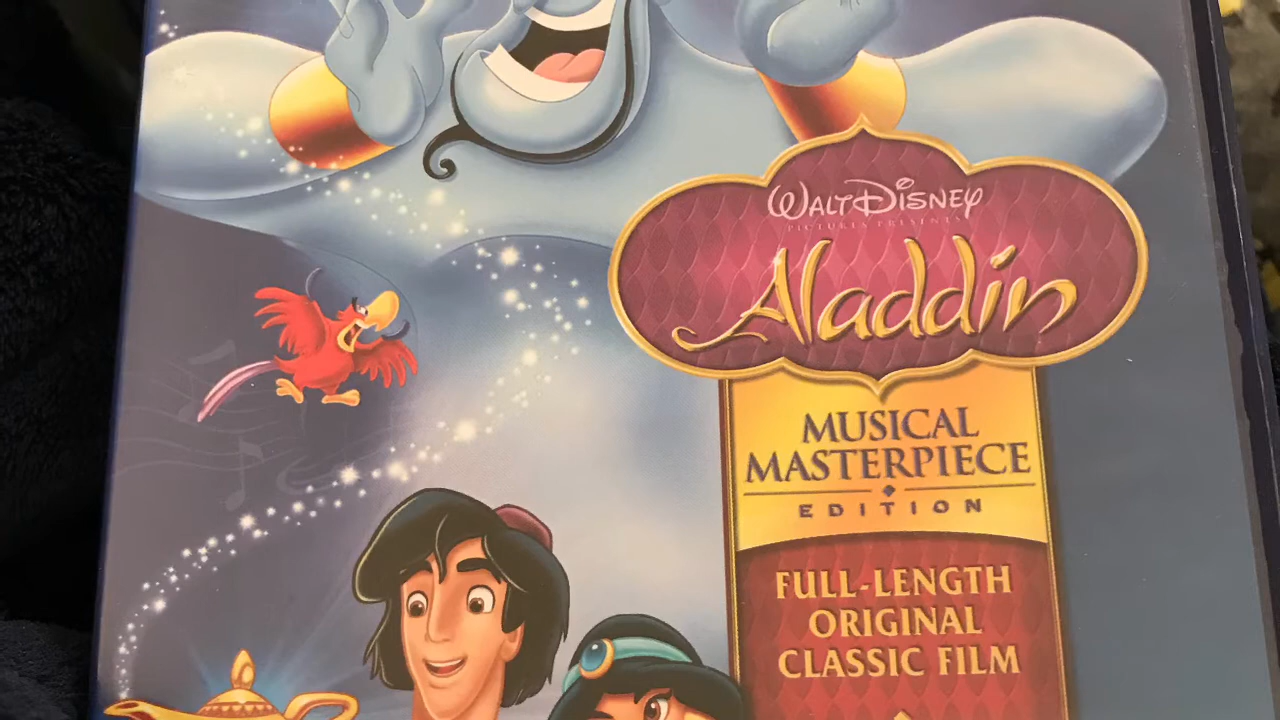 WALT DISNEY
PICTURES PRESENTS
Aladdin
MUSICAL
MASTERPIECE
EDITION
FULL-LENGTH
ORIGINAL
CLASSIC FILM